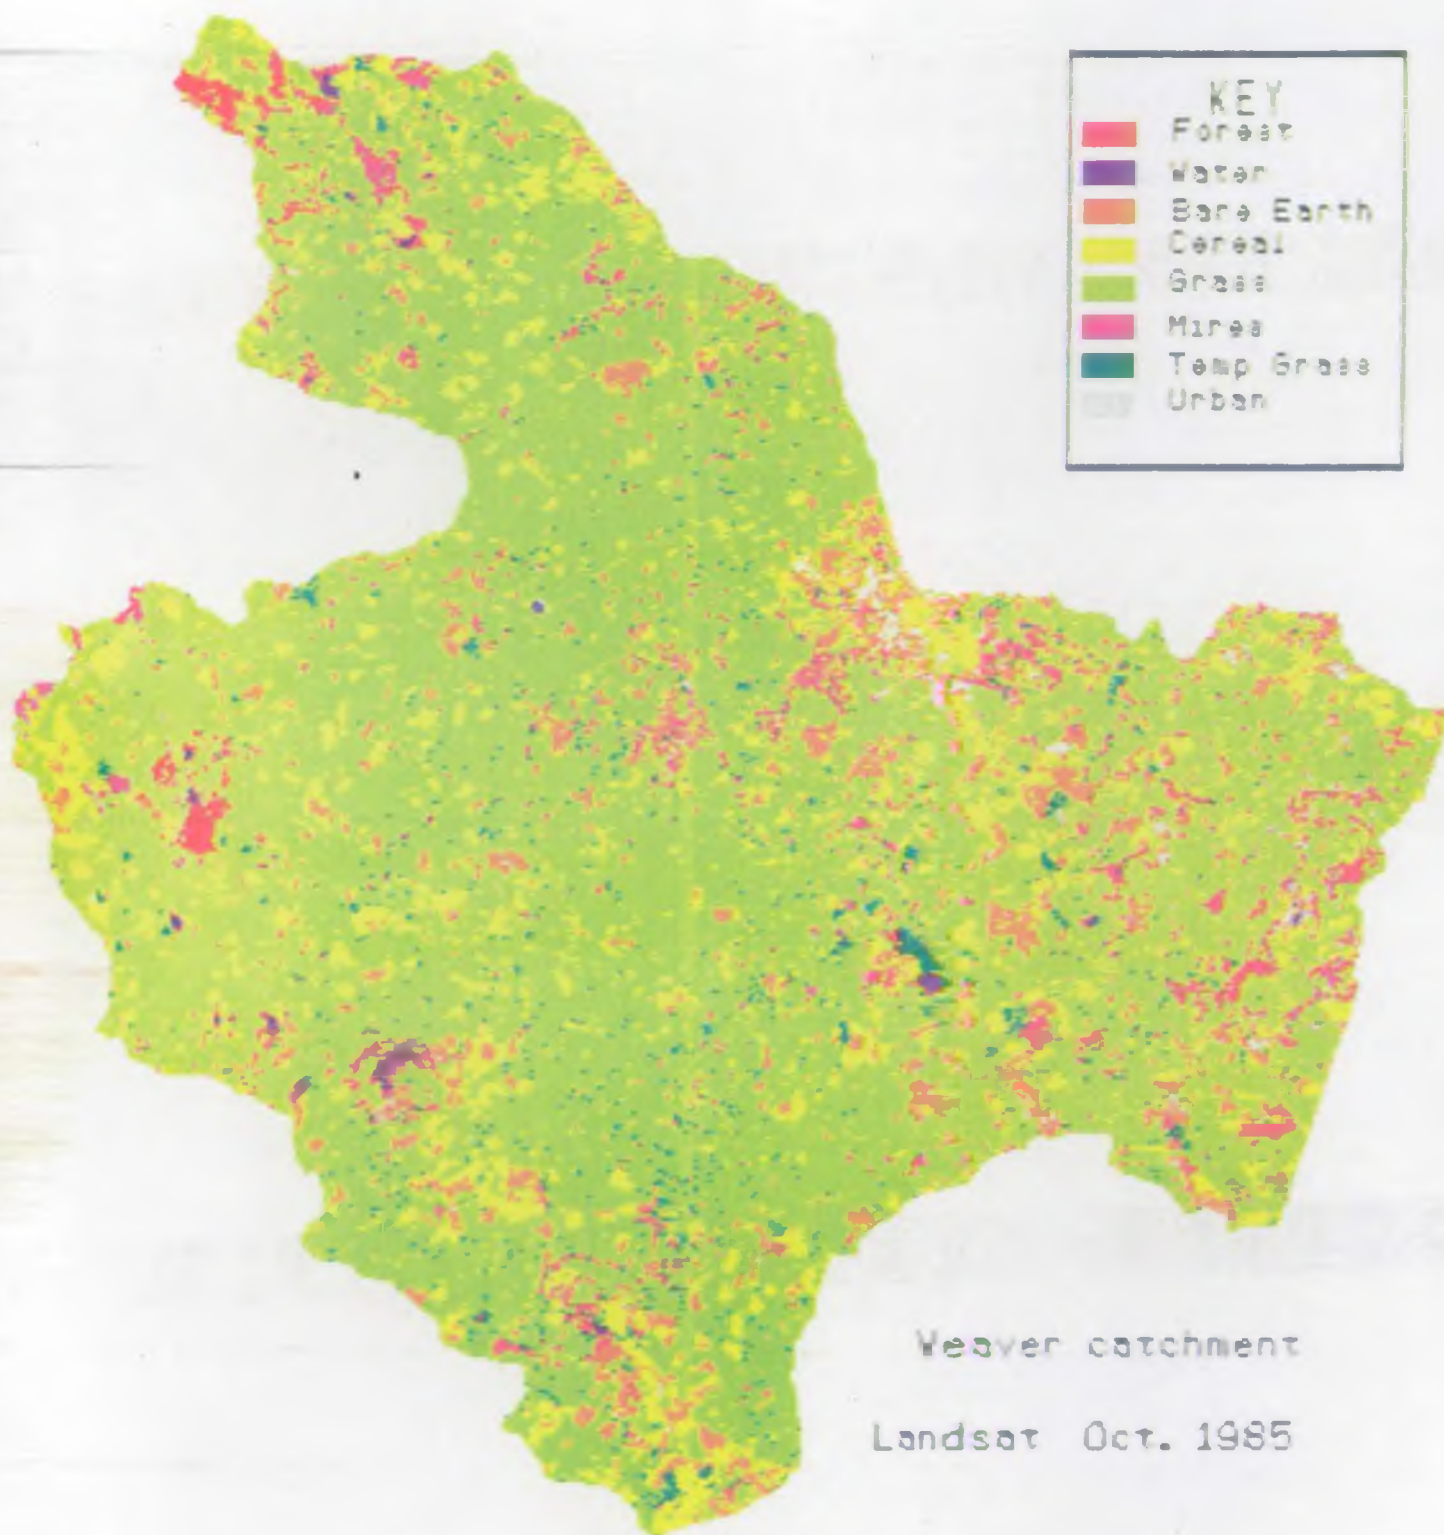 KEY
Forest
Water
Bare Earth
Cereal
Grass
Mires
Temp Grass
Urban
Weaver catchment
Landsat Oct. 1985